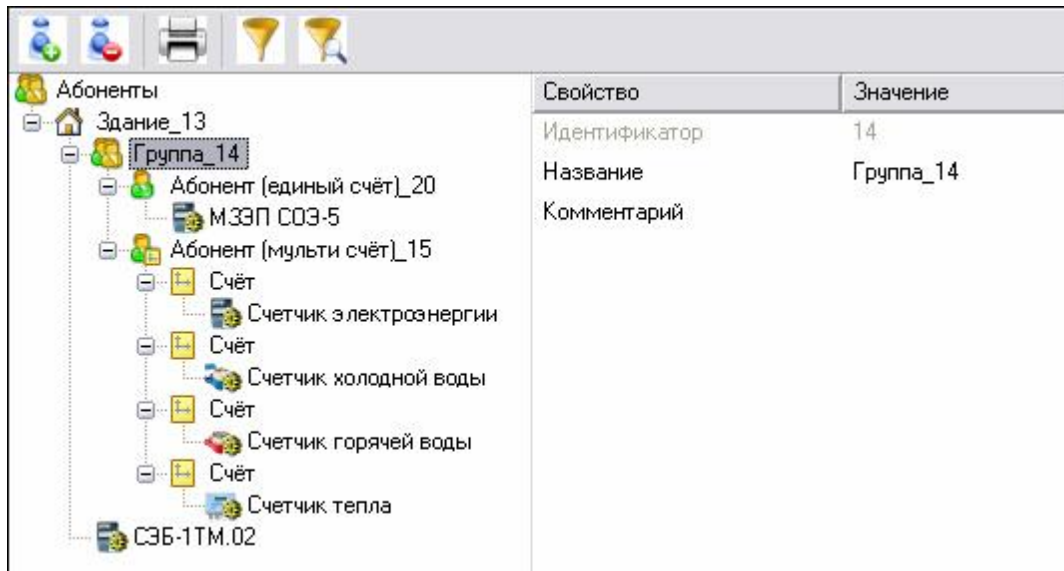 Абоненты
Здание_13
Группа_14
Абонент (единый счёт)_20
МЗЭП СОЭ-5
Абонент (мульти счёт)_15
Счёт
Счетчик электроэнергии
Счёт
Счетчик холодной воды
Счёт
Счетчик горячей воды
Счёт
Счетчик тепла
СЭБ-1ТМ.02
Свойство Значение
Идентификатор 14
Название Группа_14
Комментарий